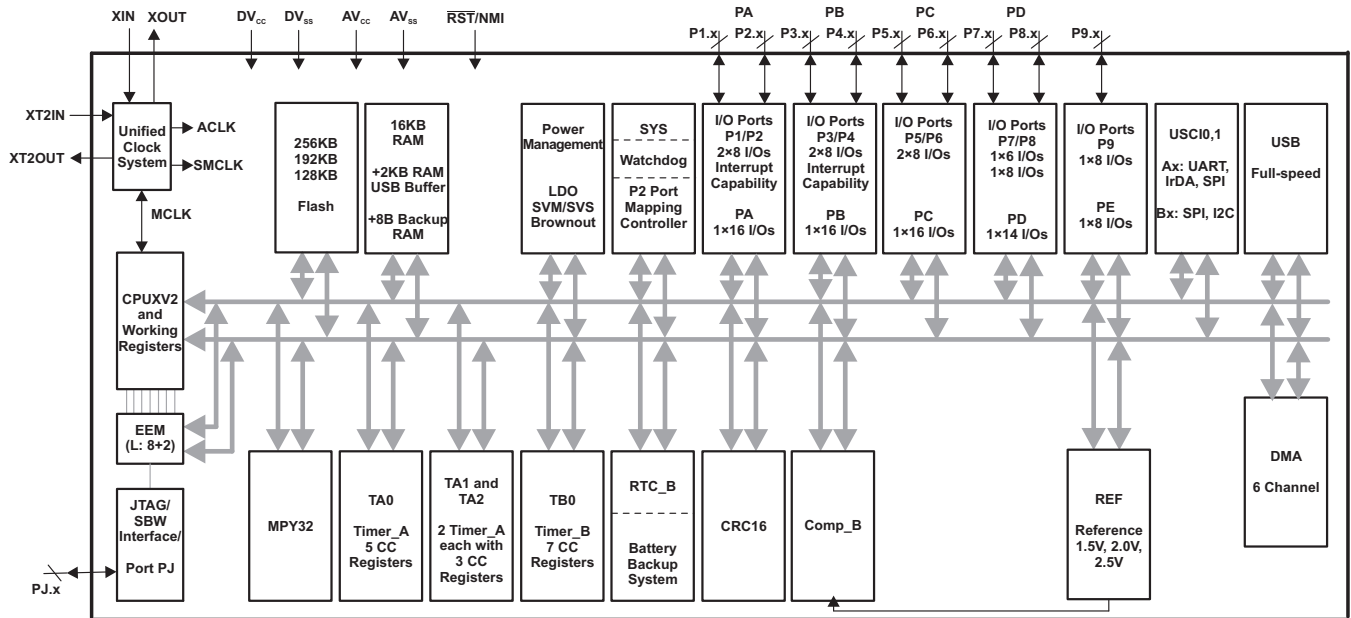 XIN XOUT DVCC DVSS AVCC AVSS RST/NMI
PA PB PC PD
P1.x P2.x P3.x P4.x P5.x P6.x P7.x P8.x P9.x
XT2IN
XT2OUT
Unified
Clock
System
ACLK
SMCLK
MCLK
256KB
192KB
128KB
Flash
16KB
RAM
+2KB RAM
USB Buffer
+8B Backup
RAM
Power
Management
LDO
SVM/SVS
Brownout
SYS
Watchdog
P2 Port
Mapping
Controller
I/O Ports
P1/P2
2×8 I/Os
Interrupt
Capability
PA
1×16 I/Os
I/O Ports
P3/P4
2×8 I/Os
Interrupt
Capability
PB
1×16 I/Os
I/O Ports
P5/P6
2×8 I/Os
PC
1×16 I/Os
I/O Ports
P7/P8
1×6 I/Os
1×8 I/Os
PD
1×14 I/Os
I/O Ports
P9
1×8 I/Os
PE
1×8 I/Os
USCI0,1
Ax: UART,
IrDA, SPI
Bx: SPI, I2C
USB
Full-speed
CPUXV2
and
Working
Registers
EEM
(L: 8+2)
JTAG/
SBW
Interface/
Port PJ
PJ.x
MPY32
TA0
Timer_A
5 CC
Registers
TA1 and
TA2
2 Timer_A
each with
3 CC
Registers
TB0
Timer_B
7 CC
Registers
RTC_B
Battery
Backup
System
CRC16
Comp_B
REF
Reference
1.5V, 2.0V,
2.5V
DMA
6 Channel